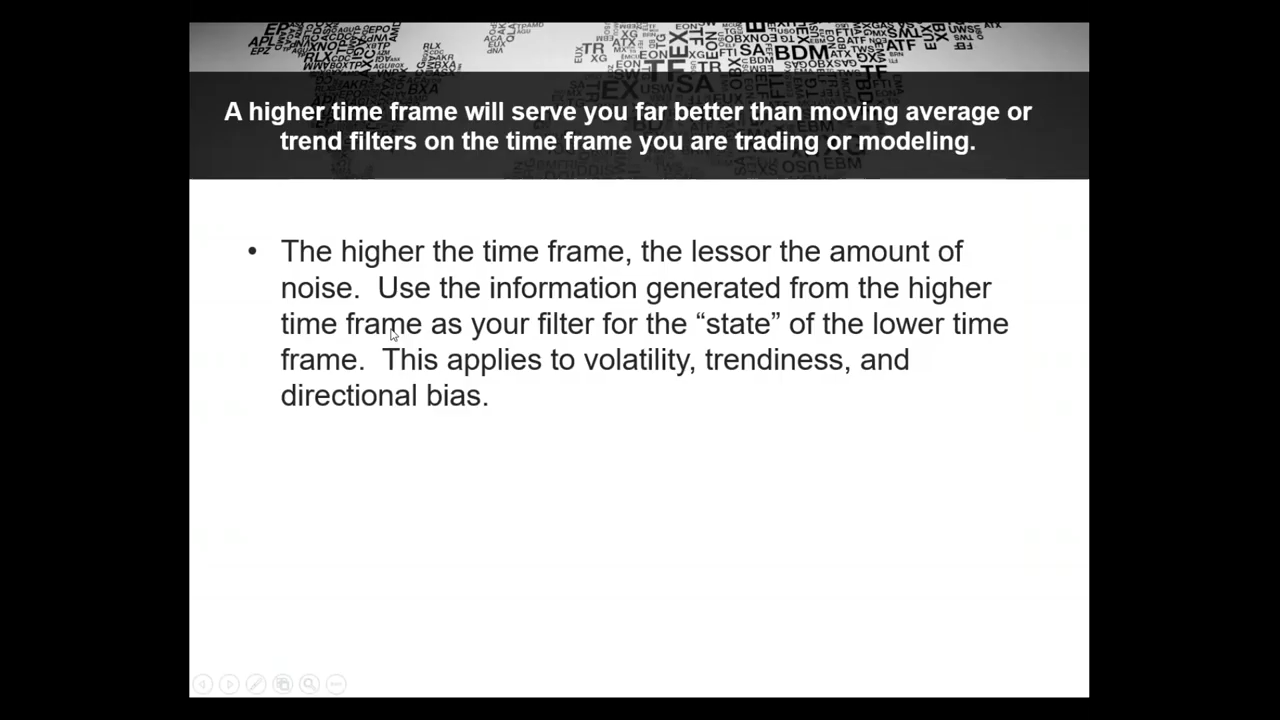 A higher time frame will serve you far better than moving average or
trend filters on the time frame you are trading or modeling.
• The higher the time frame, the lessor the amount of
noise.  Use the information generated from the higher
time frame as your filter for the “state” of the lower time
frame.  This applies to volatility, trendiness, and
directional bias.